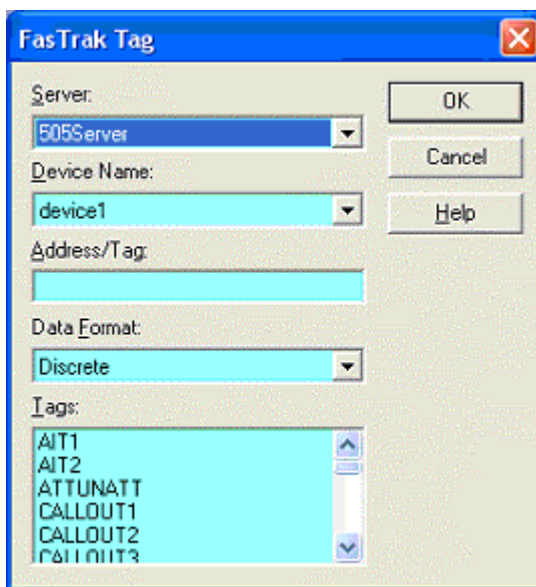 FasTrak Tag
Server:
505Server
Device Name:
device1
Address/Tag:
Data Format:
Discrete
Tags:
AIT1
AIT2
ATTUNATT
CALLOUT1
CALLOUT2
CALLOUT3
OK
Cancel
Help